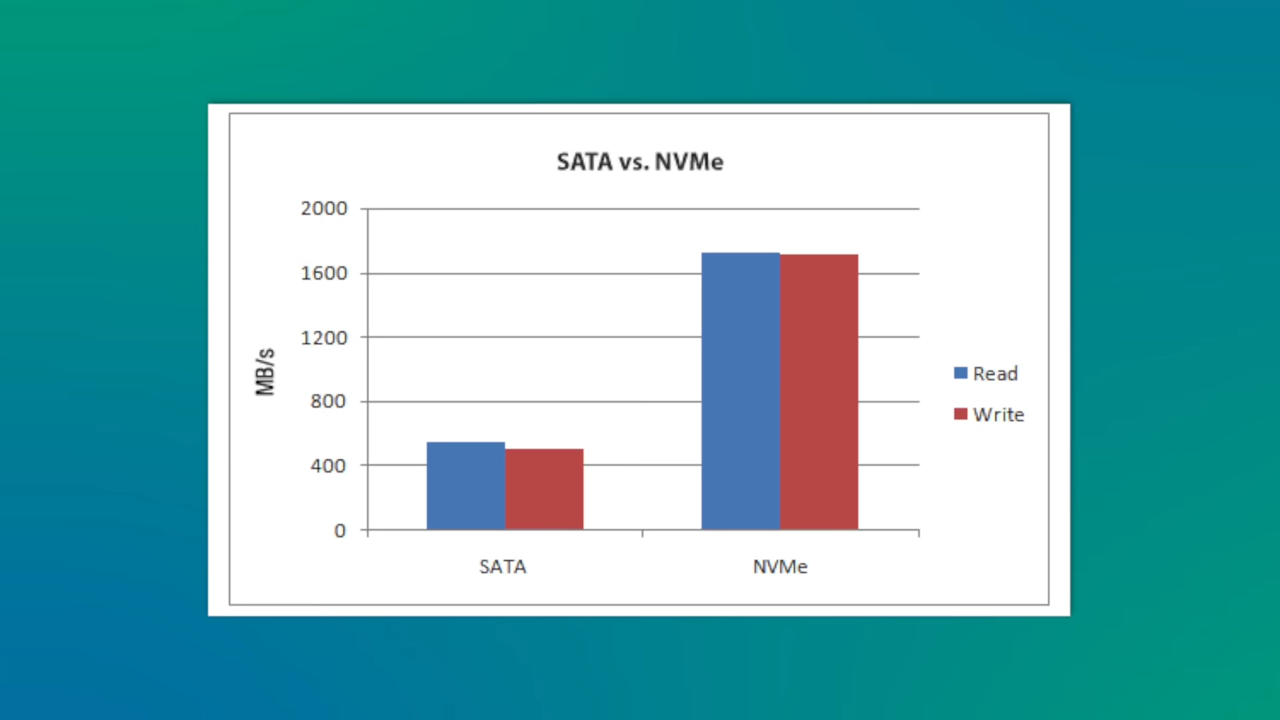 SATA vs. NVMe
2000
1600
1200
800
400
0
MB/s
SATA
NVMe
Read
Write